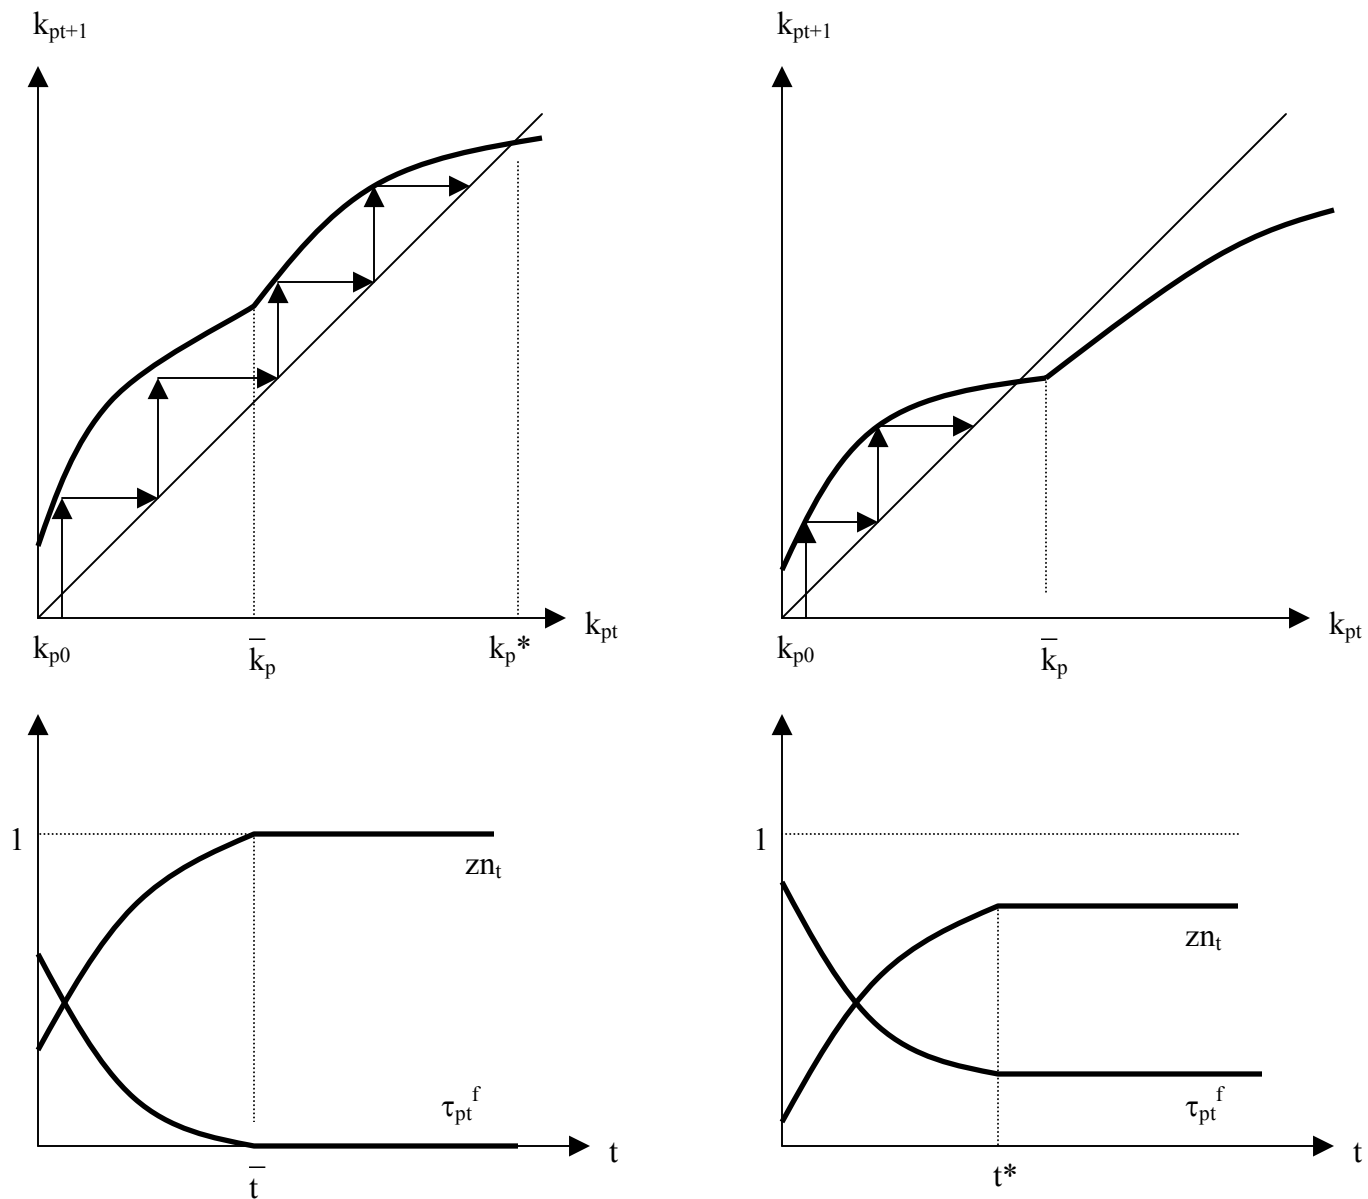 k_pt+1
k_pt+1
k_pt
k_pt
k_p0
k̅_p
k_p*
k_p0
k̅_p
1
1
zn_t
zn_t
τ_pt^f
τ_pt^f
t
t
t̅
t*